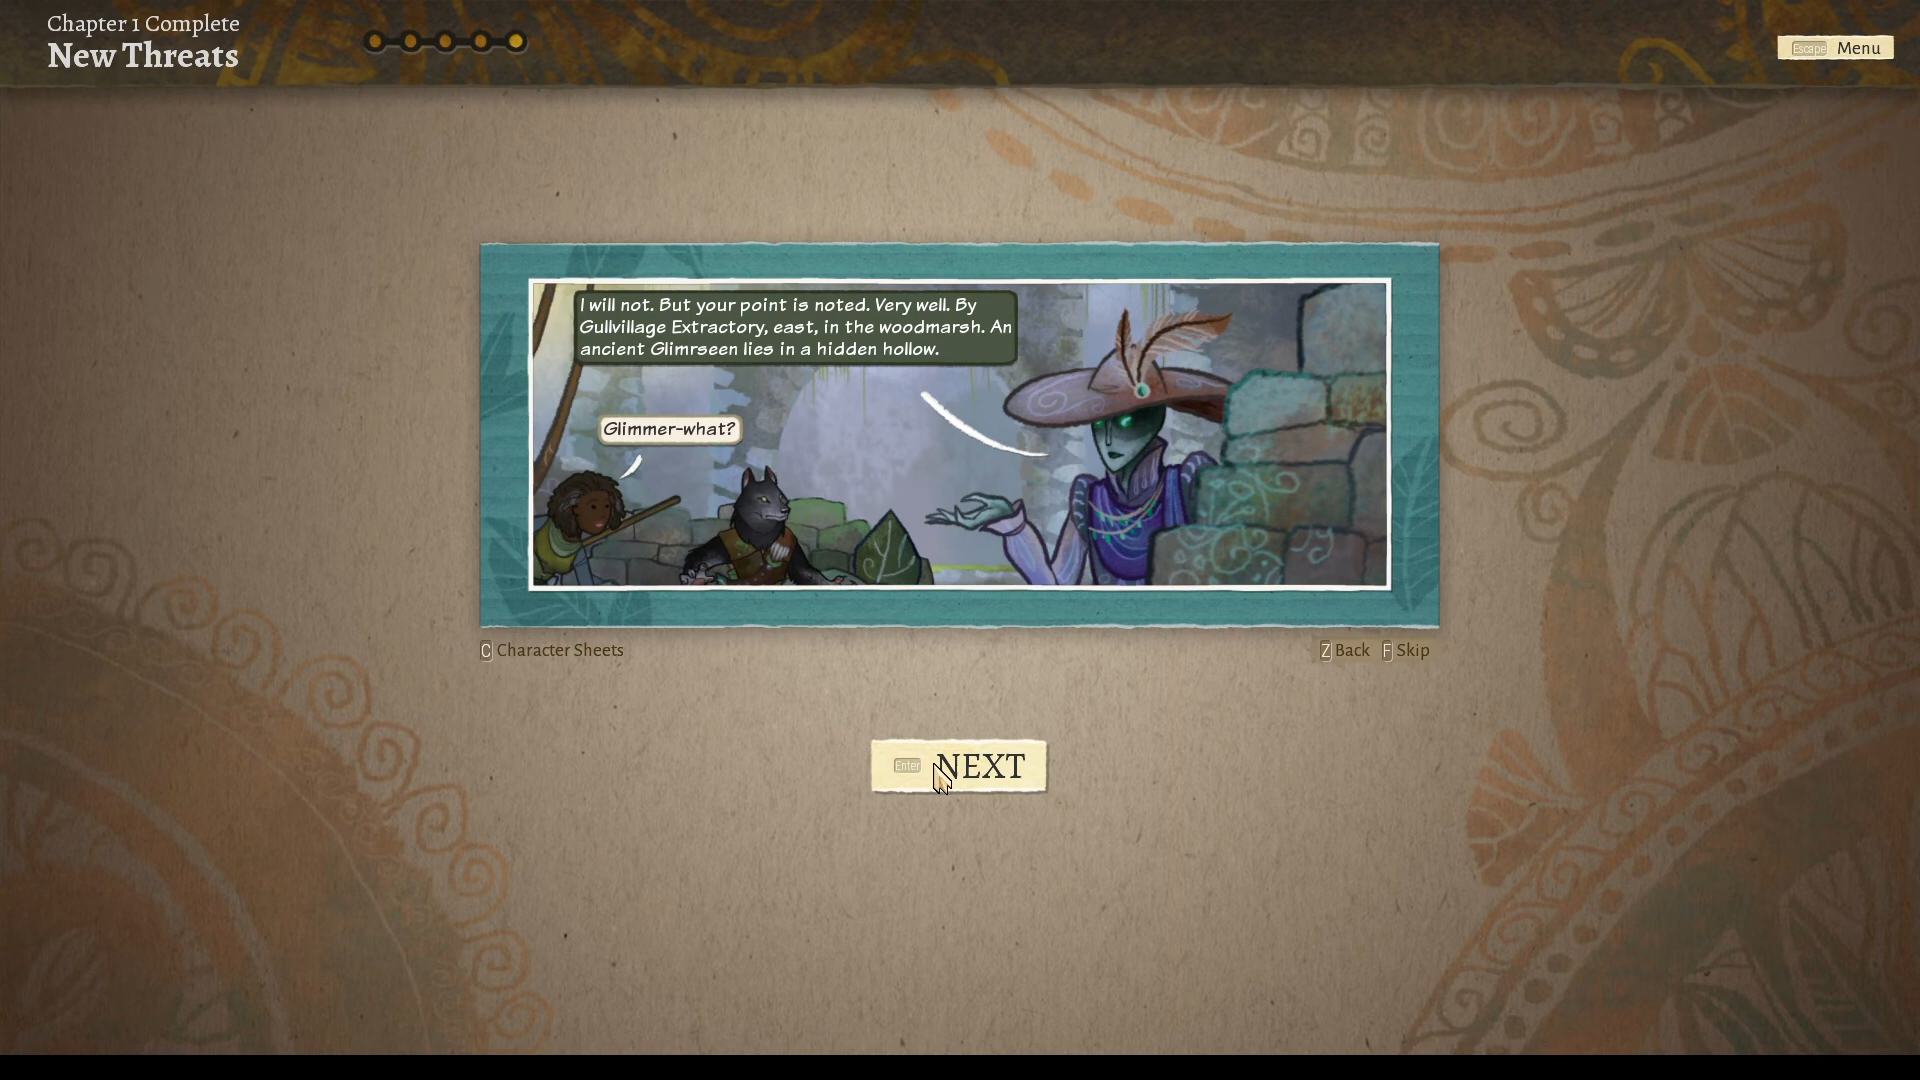 Chapter 1 Complete
New Threats
Escape Menu
I will not. But your point is noted. Very well. By
Gullvillage Extractory, east, in the woodmarsh. An
ancient Glimrseen lies in a hidden hollow.
Glimmer-what?
C Character Sheets
Z Back F Skip
Enter NEXT